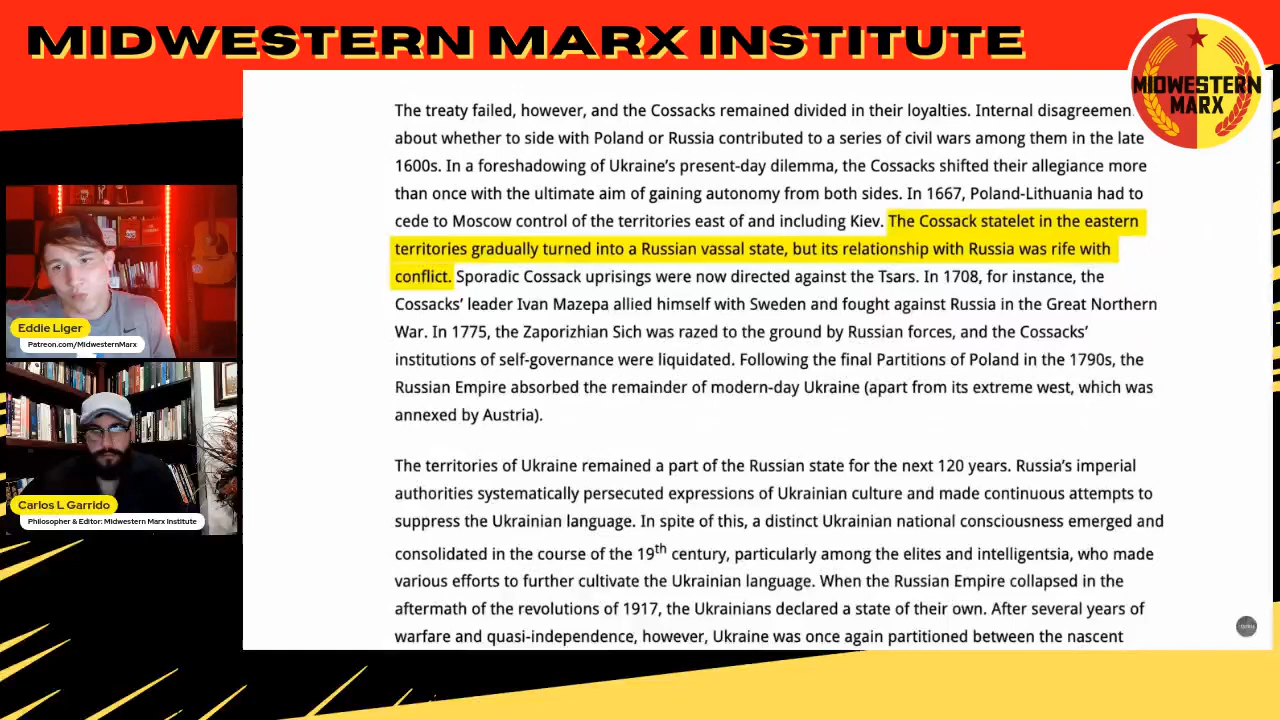 MIDWESTERN MARX INSTITUTE
MIDWESTERN
MARX
The treaty failed, however, and the Cossacks remained divided in their loyalties. Internal disagreemen
about whether to side with Poland or Russia contributed to a series of civil wars among them in the late
1600s. In a foreshadowing of Ukraine's present-day dilemma, the Cossacks shifted their allegiance more
than once with the ultimate aim of gaining autonomy from both sides. In 1667, Poland-Lithuania had to
cede to Moscow control of the territories east of and including Kiev. The Cossack statelet in the eastern
territories gradually turned into a Russian vassal state, but its relationship with Russia was rife with
conflict. Sporadic Cossack uprisings were now directed against the Tsars. In 1708, for instance, the
Cossacks' leader Ivan Mazepa allied himself with Sweden and fought against Russia in the Great Northern
War. In 1775, the Zaporizhian Sich was razed to the ground by Russian forces, and the Cossacks'
institutions of self-governance were liquidated. Following the final Partitions of Poland in the 1790s, the
Russian Empire absorbed the remainder of modern-day Ukraine (apart from its extreme west, which was
annexed by Austria).
The territories of Ukraine remained a part of the Russian state for the next 120 years. Russia's imperial
authorities systematically persecuted expressions of Ukrainian culture and made continuous attempts to
suppress the Ukrainian language. In spite of this, a distinct Ukrainian national consciousness emerged and
consolidated in the course of the 19th century, particularly among the elites and intelligentsia, who made
various efforts to further cultivate the Ukrainian language. When the Russian Empire collapsed in the
aftermath of the revolutions of 1917, the Ukrainians declared a state of their own. After several years of
warfare and quasi-independence, however, Ukraine was once again partitioned between the nascent
Eddie Liger
Patreon.com/MidwesternMarx
Carlos L Garrido
Philosopher & Editor: Midwestern Marx Institute